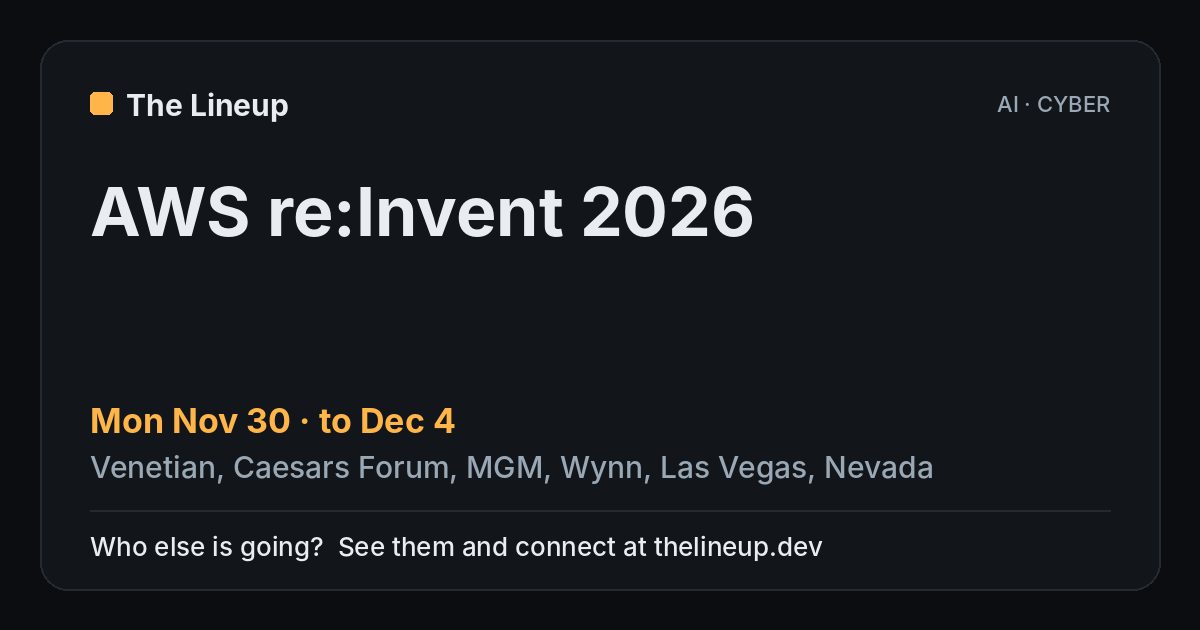 The Lineup
AI · CYBER
AWS re:Invent 2026
Mon Nov 30 · to Dec 4
Venetian, Caesars Forum, MGM, Wynn, Las Vegas, Nevada
Who else is going? See them and connect at thelineup.dev